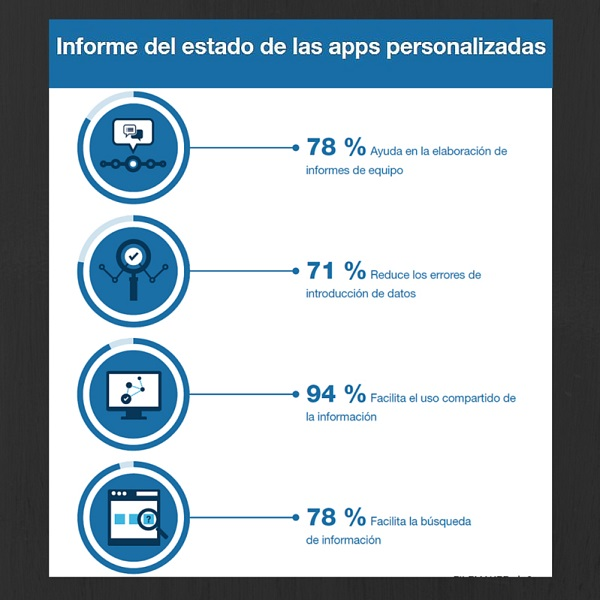 Informe del estado de las apps personalizadas
78 % Ayuda en la elaboración de
informes de equipo
71 % Reduce los errores de
introducción de datos
94 % Facilita el uso compartido de
la información
?
78 % Facilita la búsqueda
de información